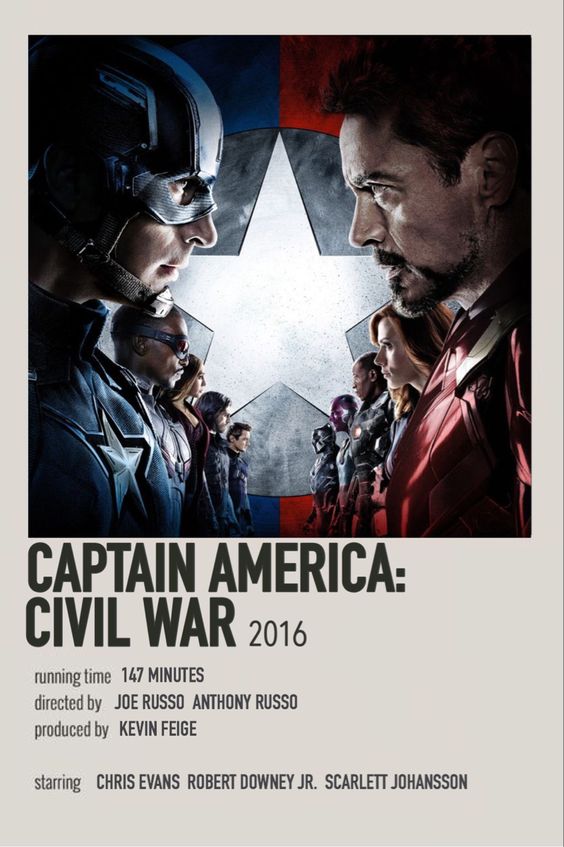 CAPTAIN AMERICA:
CIVIL WAR 2016
running time 147 MINUTES
directed by JOE RUSSO ANTHONY RUSSO
produced by KEVIN FEIGE
starring CHRIS EVANS ROBERT DOWNEY JR. SCARLETT JOHANSSON